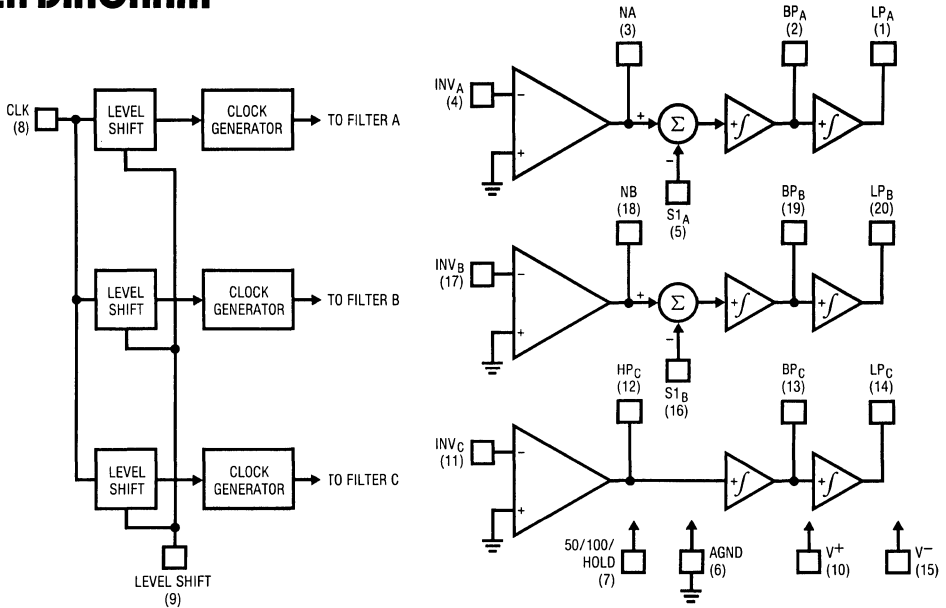 CLK
(8)
LEVEL
SHIFT
CLOCK
GENERATOR
TO FILTER A
LEVEL
SHIFT
CLOCK
GENERATOR
TO FILTER B
LEVEL
SHIFT
CLOCK
GENERATOR
TO FILTER C
LEVEL SHIFT
(9)
NA
(3)
BPA
(2)
LPA
(1)
INVA
(4)
−
+
+
Σ
−
+∫
+∫
S1A
(5)
NB
(18)
BPB
(19)
LPB
(20)
INVB
(17)
−
+
+
Σ
−
+∫
+∫
S1B
(16)
HPC
(12)
BPC
(13)
LPC
(14)
INVC
(11)
−
+
+∫
+∫
50/100/
HOLD
(7)
AGND
(6)
V+
(10)
V−
(15)